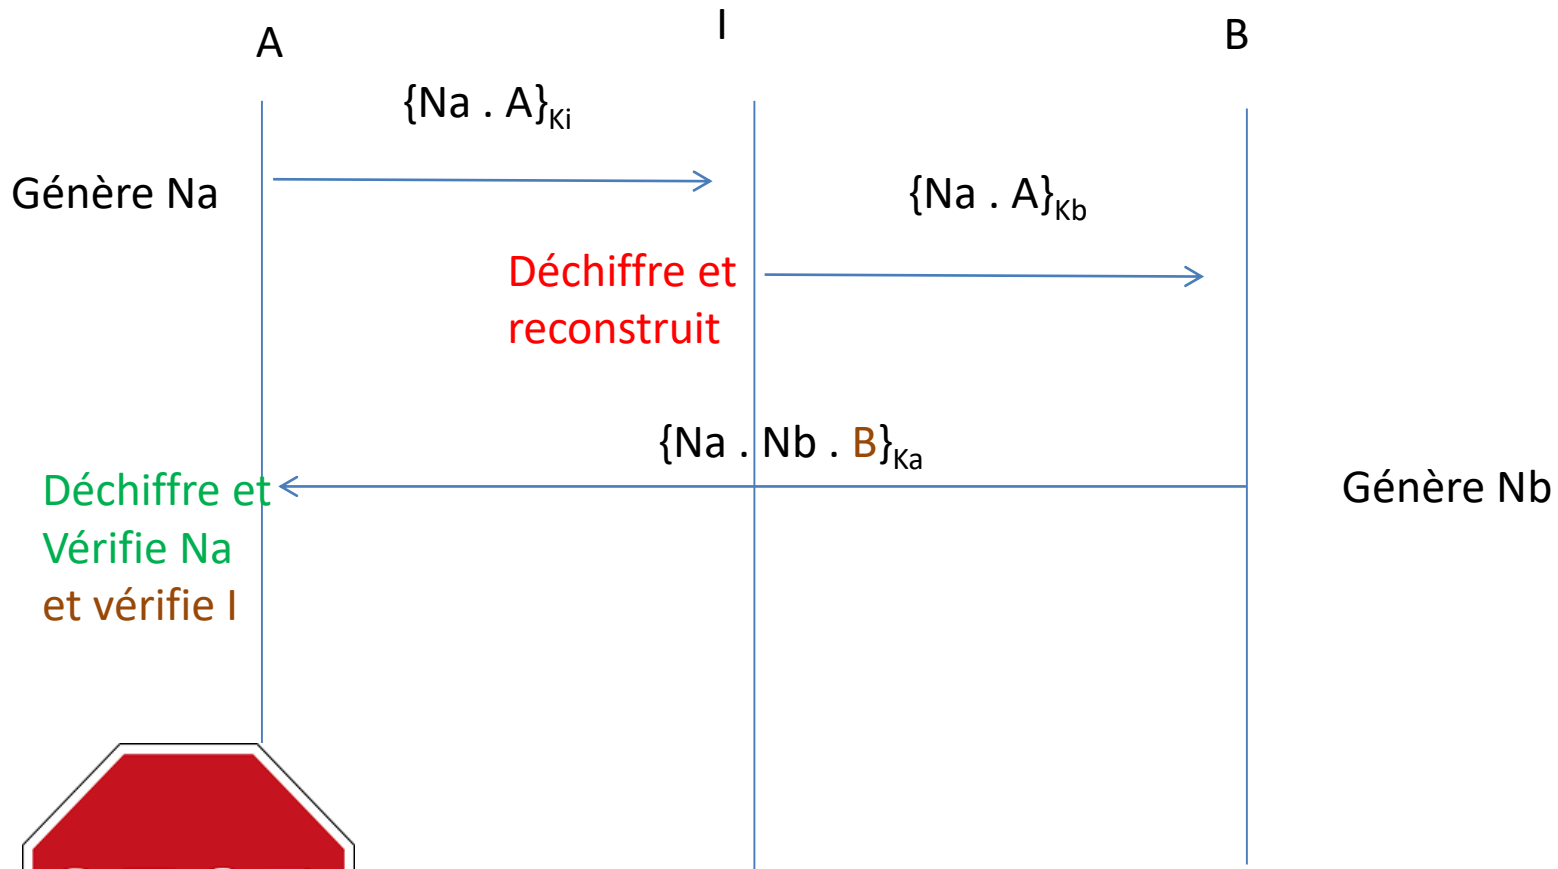 A
I
B
{Na . A}Ki
Génère Na
{Na . A}Kb
Déchiffre et
reconstruit
{Na . Nb . B}Ka
Déchiffre et
Vérifie Na
et vérifie I
Génère Nb